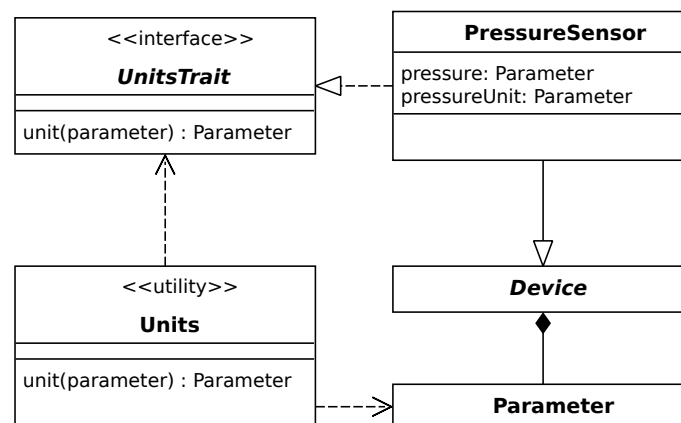 <<interface>>
UnitsTrait
unit(parameter) : Parameter
PressureSensor
pressure: Parameter
pressureUnit: Parameter
<<utility>>
Units
unit(parameter) : Parameter
Device
Parameter